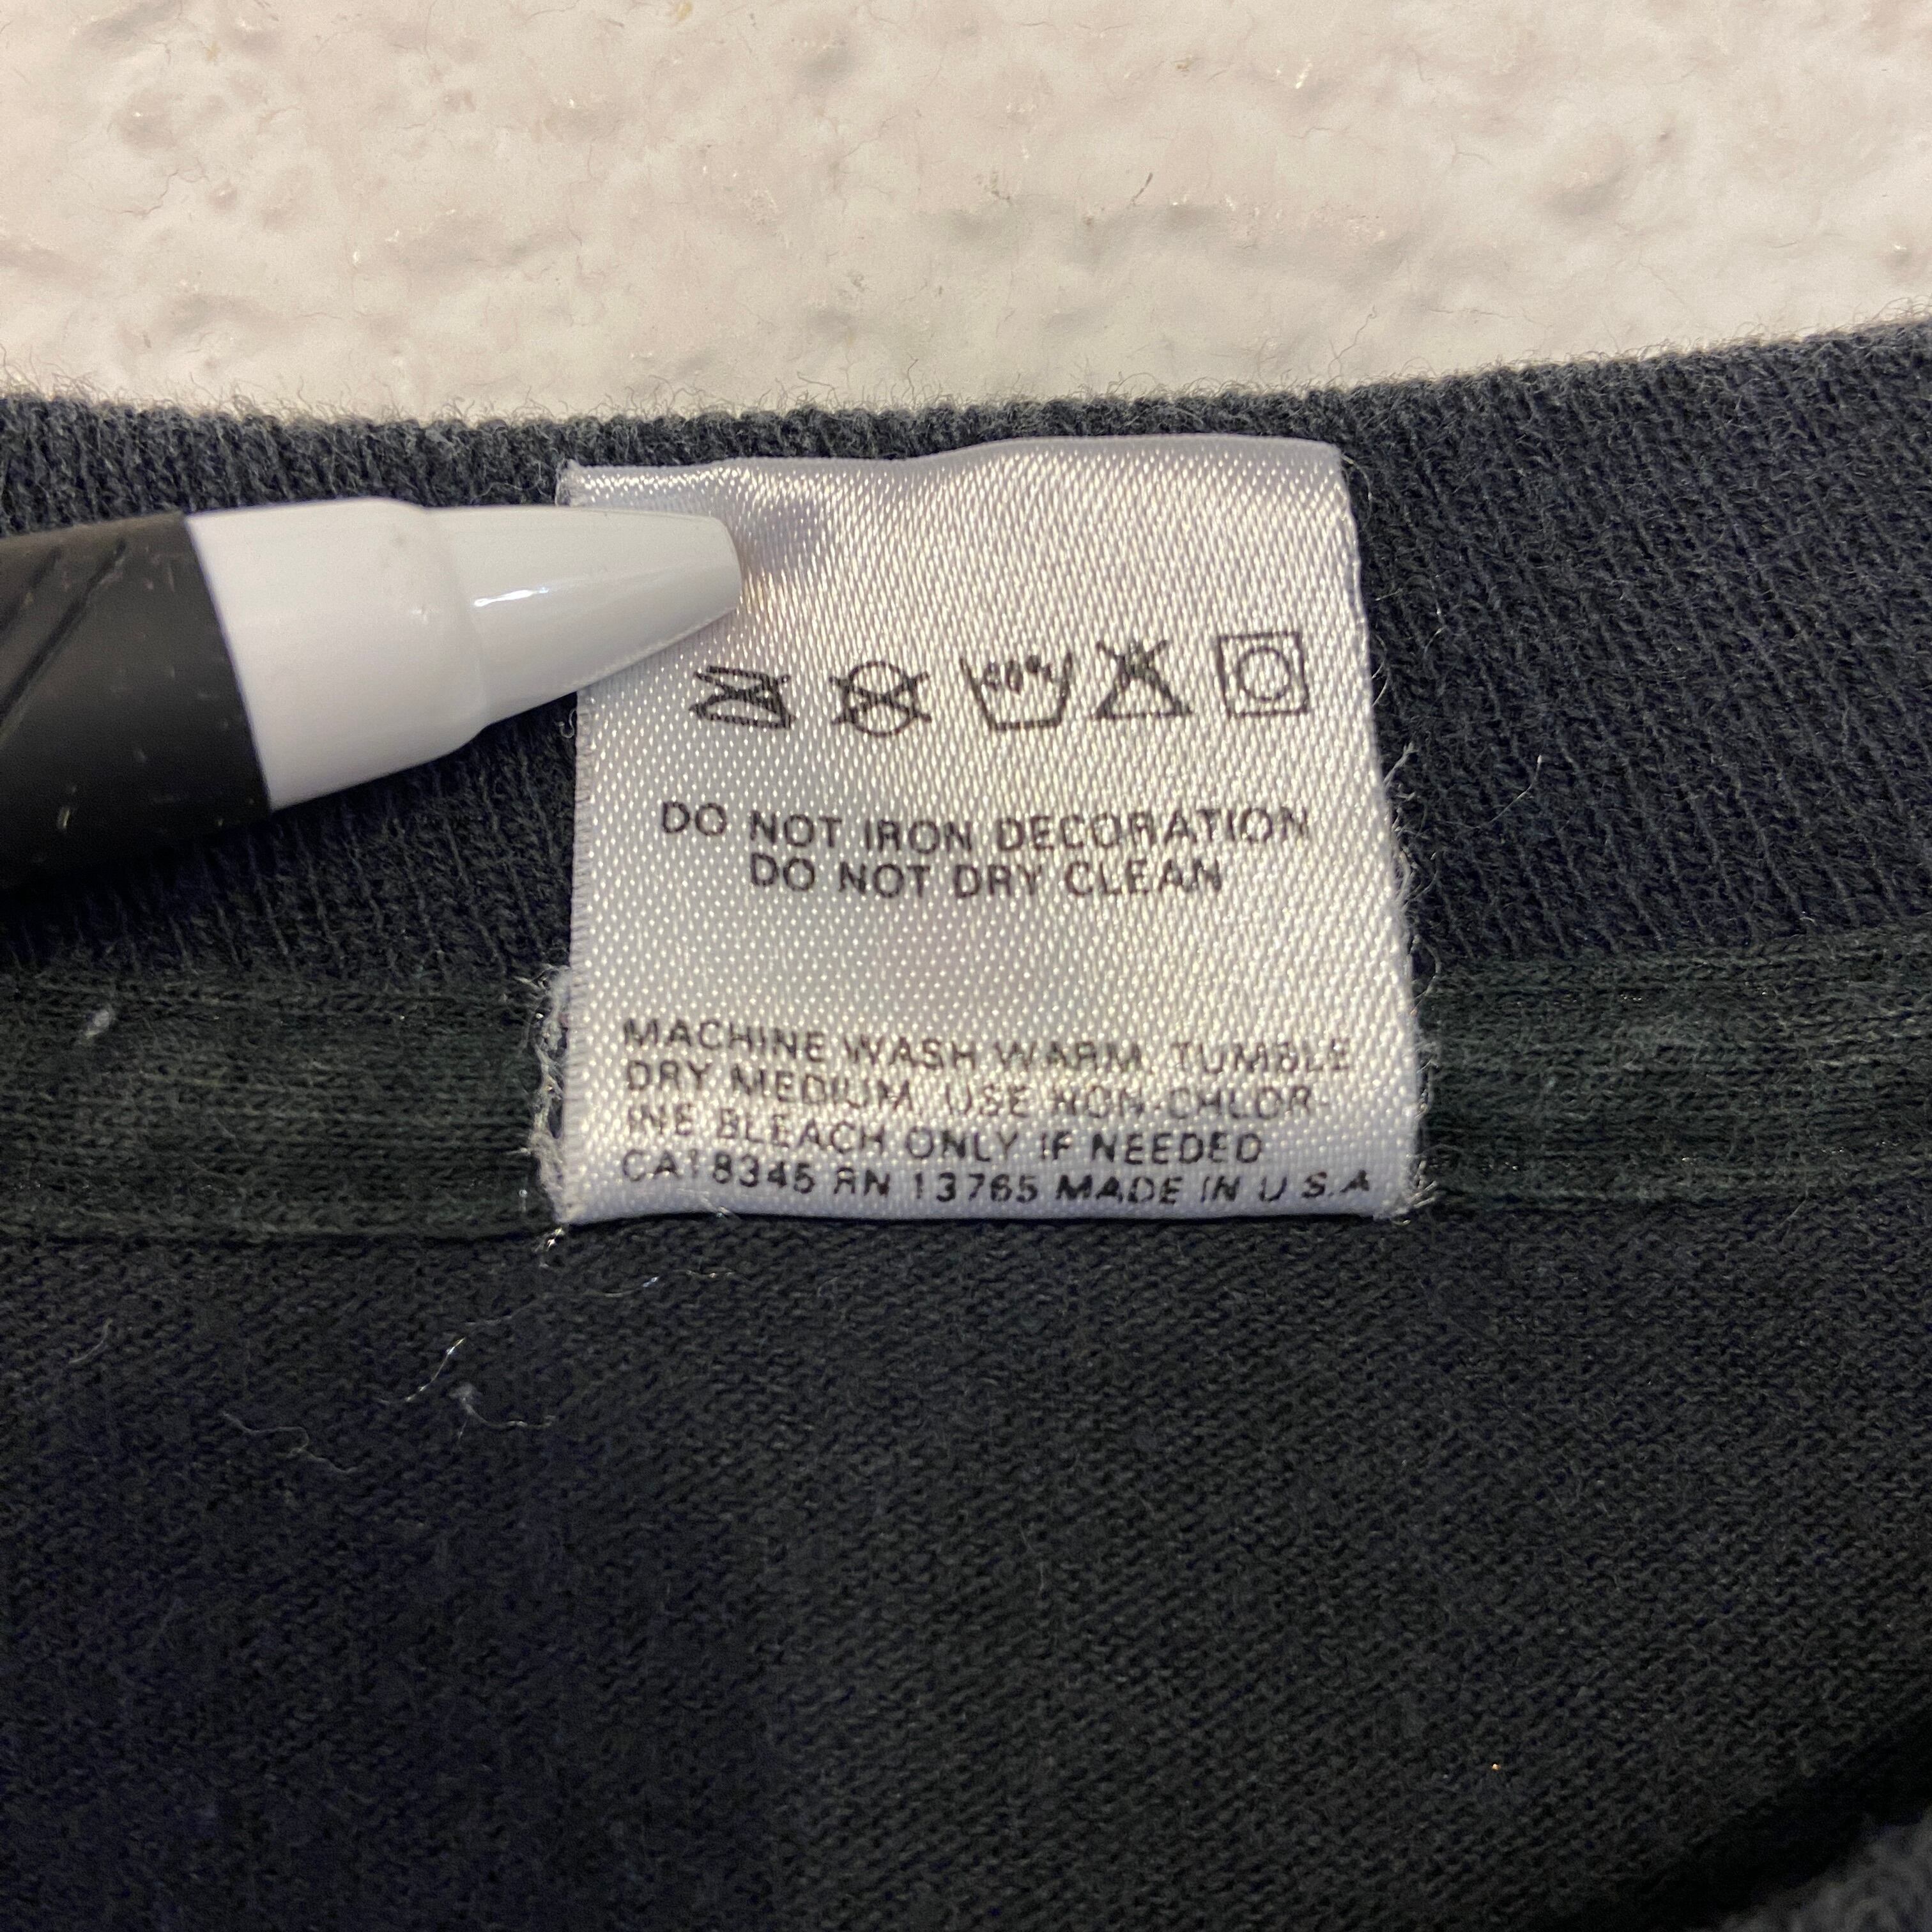 40°C
DO NOT IRON DECORATION
DO NOT DRY CLEAN
MACHINE WASH WARM, TUMBLE
DRY MEDIUM, USE NON-CHLOR-
INE BLEACH ONLY IF NEEDED
CA18345 RN 13765 MADE IN U.S.A